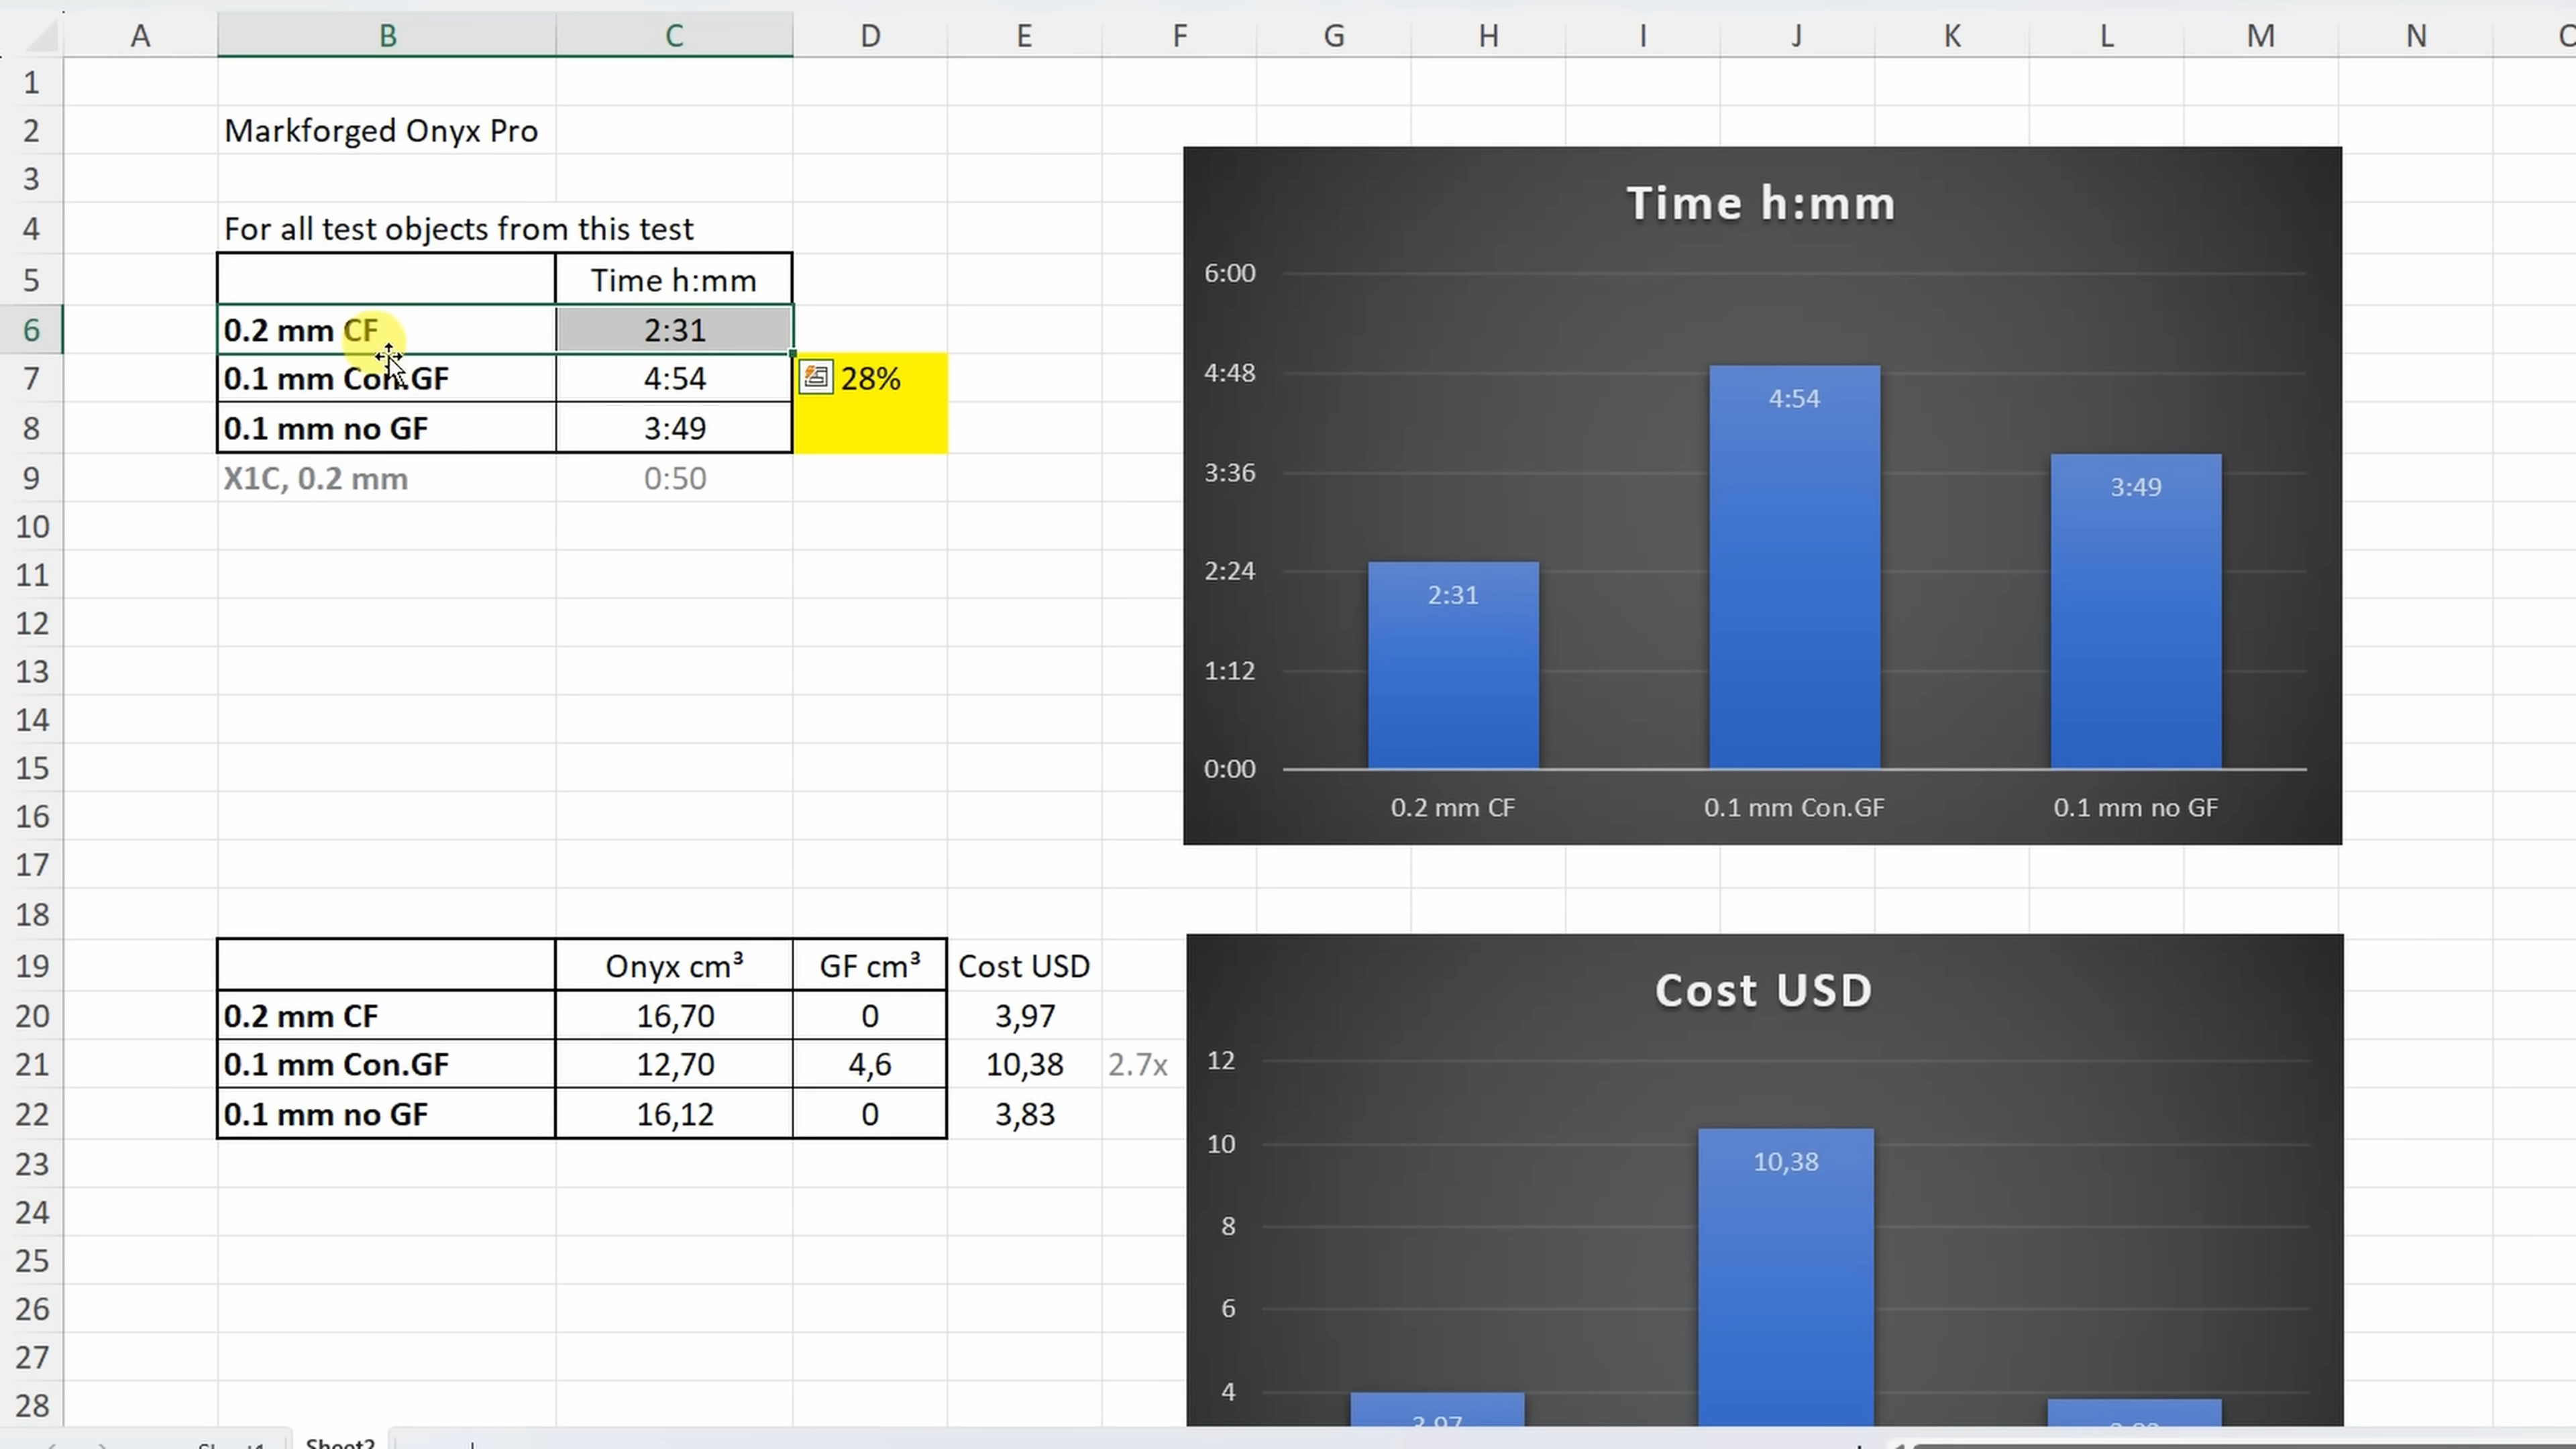 A B C D E F G H I J K L M N
1
2 Markforged Onyx Pro
3
4 For all test objects from this test
5 Time h:mm
6 0.2 mm CF 2:31
7 0.1 mm Con.GF 4:54 28%
8 0.1 mm no GF 3:49
9 X1C, 0.2 mm 0:50
10
11
12
13
14
15
16
17
18
19 Onyx cm³ GF cm³ Cost USD
20 0.2 mm CF 16,70 0 3,97
21 0.1 mm Con.GF 12,70 4,6 10,38 2.7x
22 0.1 mm no GF 16,12 0 3,83
23
24
25
26
27
28
Time h:mm
6:00
4:48
3:36
2:24
1:12
0:00
2:31
4:54
3:49
0.2 mm CF 0.1 mm Con.GF 0.1 mm no GF
Cost USD
12
10
8
6
4
3,97
10,38
Sheet1 Sheet2